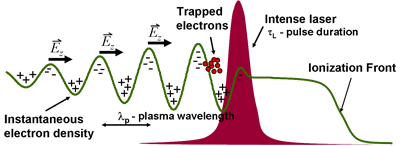 Trapped
electrons
Intense laser
τL - pulse duration
E⃗z
E⃗z
E⃗z
Ionization Front
Instantaneous
electron density
λp - plasma wavelength